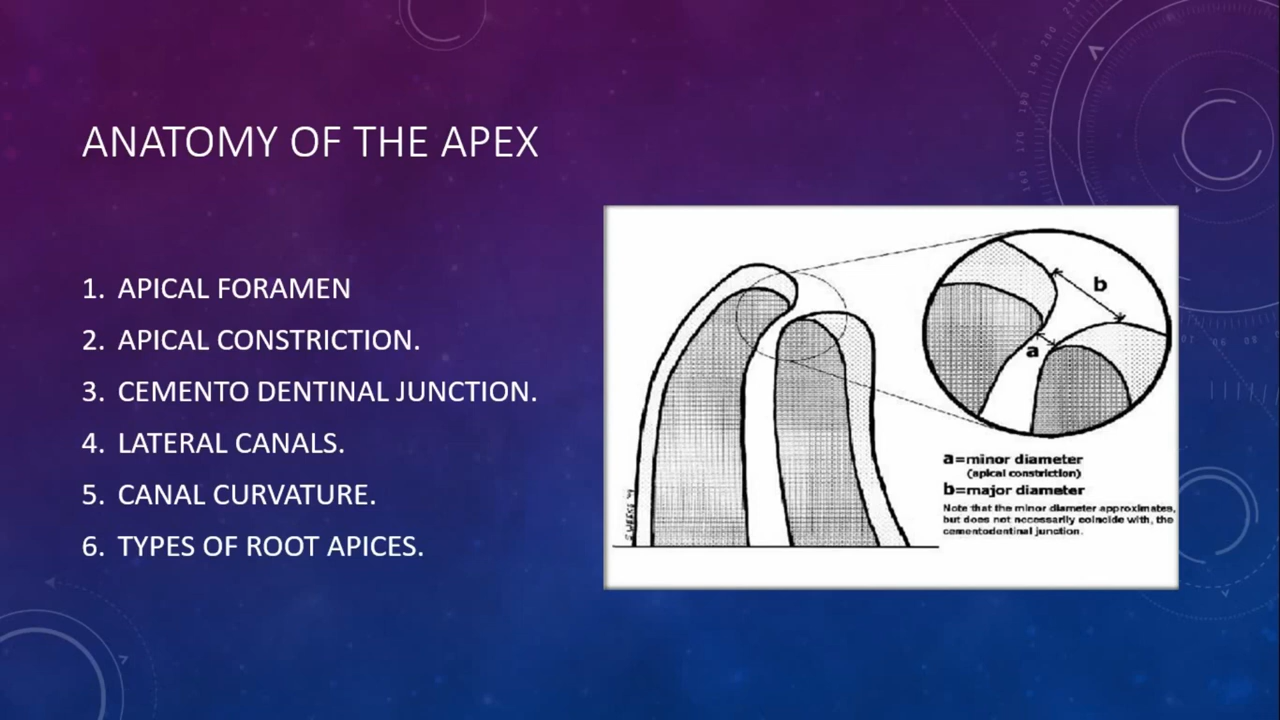 ANATOMY OF THE APEX
1. APICAL FORAMEN
2. APICAL CONSTRICTION.
3. CEMENTO DENTINAL JUNCTION.
4. LATERAL CANALS.
5. CANAL CURVATURE.
6. TYPES OF ROOT APICES.
b
a
a=minor diameter
(apical constriction)
b=major diameter
Note that the minor diameter approximates,
but does not necessarily coincide with, the
cementodentinal junction.